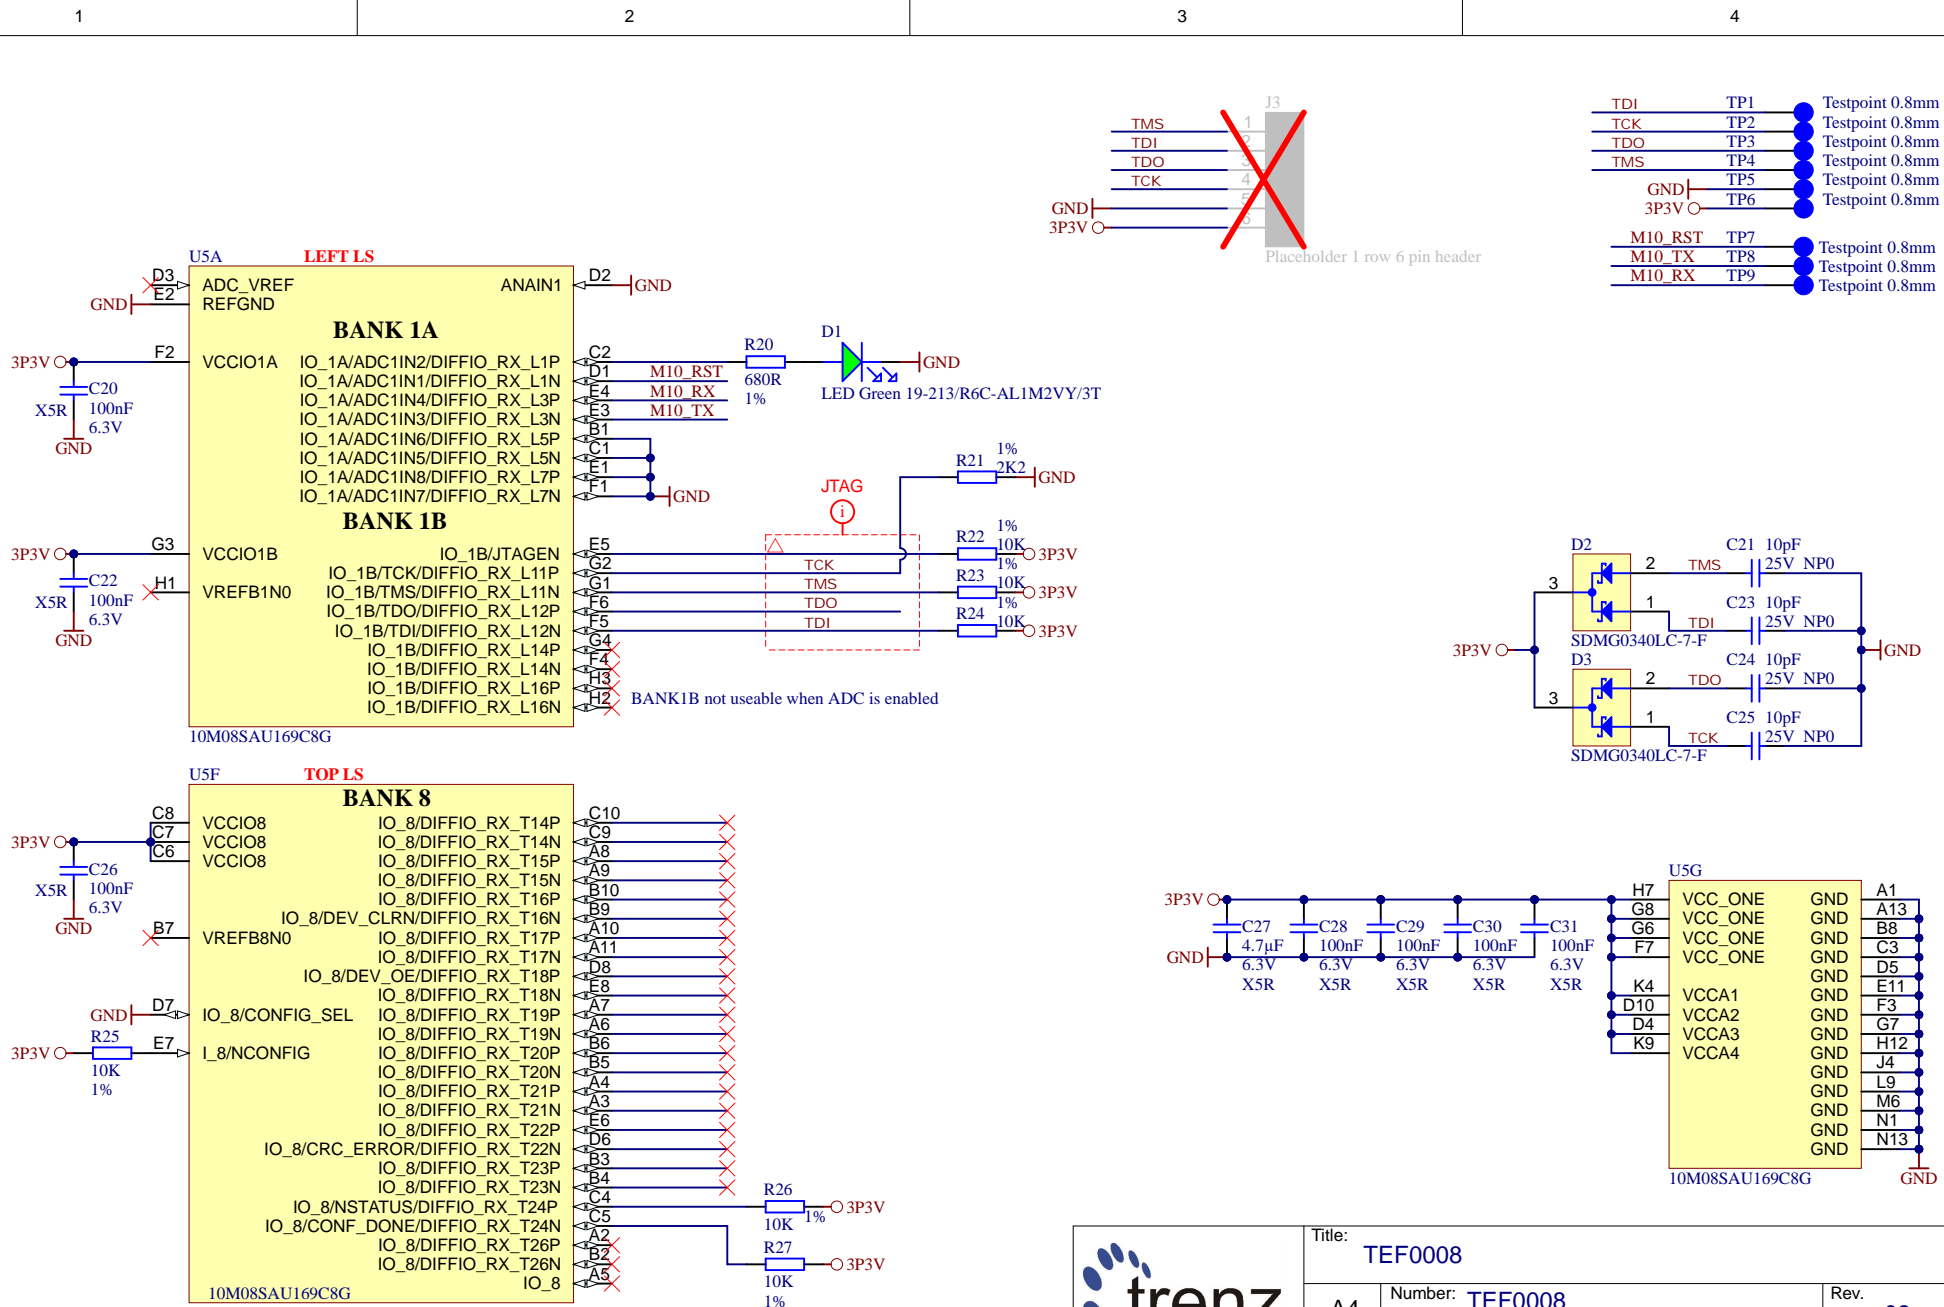 1 2 3 4
J3
TMS 1
TDI 2
TDO 3
TCK 4
GND 5
3P3V 6
Placeholder 1 row 6 pin header
TDI TP1 Testpoint 0.8mm
TCK TP2 Testpoint 0.8mm
TDO TP3 Testpoint 0.8mm
TMS TP4 Testpoint 0.8mm
GND TP5 Testpoint 0.8mm
3P3V TP6 Testpoint 0.8mm
M10_RST TP7 Testpoint 0.8mm
M10_TX TP8 Testpoint 0.8mm
M10_RX TP9 Testpoint 0.8mm
U5A LEFT LS
D3 ADC_VREF ANAIN1 D2 GND
GND E2 REFGND
BANK 1A
3P3V F2 VCCIO1A IO_1A/ADC1IN2/DIFFIO_RX_L1P C2
IO_1A/ADC1IN1/DIFFIO_RX_L1N D1 M10_RST
IO_1A/ADC1IN4/DIFFIO_RX_L3P E4 M10_RX
IO_1A/ADC1IN3/DIFFIO_RX_L3N E3 M10_TX
IO_1A/ADC1IN6/DIFFIO_RX_L5P B1
IO_1A/ADC1IN5/DIFFIO_RX_L5N C1
IO_1A/ADC1IN8/DIFFIO_RX_L7P E1
IO_1A/ADC1IN7/DIFFIO_RX_L7N F1 GND
C20
X5R 100nF
6.3V
GND
R20
680R
1%
D1
GND
LED Green 19-213/R6C-AL1M2VY/3T
BANK 1B
3P3V G3 VCCIO1B IO_1B/JTAGEN E5
IO_1B/TCK/DIFFIO_RX_L11P G2 TCK
H1 VREFB1N0 IO_1B/TMS/DIFFIO_RX_L11N G1 TMS
IO_1B/TDO/DIFFIO_RX_L12P F6 TDO
IO_1B/TDI/DIFFIO_RX_L12N F5 TDI
IO_1B/DIFFIO_RX_L14P G4
IO_1B/DIFFIO_RX_L14N F4
IO_1B/DIFFIO_RX_L16P H3
IO_1B/DIFFIO_RX_L16N H2
C22
X5R 100nF
6.3V
GND
JTAG
i
R21 1% 2K2 GND
R22 1% 10K 3P3V
R23 1% 10K 3P3V
R24 1% 10K 3P3V
BANK1B not useable when ADC is enabled
10M08SAU169C8G
D2
3 2 TMS C21 10pF
25V NP0
1 TDI C23 10pF
25V NP0
SDMG0340LC-7-F
3P3V GND
D3
3 2 TDO C24 10pF
25V NP0
1 TCK C25 10pF
25V NP0
SDMG0340LC-7-F
U5F TOP LS
BANK 8
C8 VCCIO8 IO_8/DIFFIO_RX_T14P C10
3P3V C7 VCCIO8 IO_8/DIFFIO_RX_T14N C9
C6 VCCIO8 IO_8/DIFFIO_RX_T15P A8
IO_8/DIFFIO_RX_T15N A9
IO_8/DIFFIO_RX_T16P B10
IO_8/DEV_CLRN/DIFFIO_RX_T16N B9
B7 VREFB8N0 IO_8/DIFFIO_RX_T17P A10
IO_8/DIFFIO_RX_T17N A11
IO_8/DEV_OE/DIFFIO_RX_T18P D8
IO_8/DIFFIO_RX_T18N E8
GND D7 IO_8/CONFIG_SEL IO_8/DIFFIO_RX_T19P A7
IO_8/DIFFIO_RX_T19N A6
3P3V E7 I_8/NCONFIG IO_8/DIFFIO_RX_T20P B6
IO_8/DIFFIO_RX_T20N B5
IO_8/DIFFIO_RX_T21P A4
IO_8/DIFFIO_RX_T21N A3
IO_8/DIFFIO_RX_T22P E6
IO_8/CRC_ERROR/DIFFIO_RX_T22N D6
IO_8/DIFFIO_RX_T23P B3
IO_8/DIFFIO_RX_T23N B4
IO_8/NSTATUS/DIFFIO_RX_T24P C4
IO_8/CONF_DONE/DIFFIO_RX_T24N C5
IO_8/DIFFIO_RX_T26P A2
IO_8/DIFFIO_RX_T26N B2
IO_8 A5
C26
X5R 100nF
6.3V
GND
R25
10K
1%
R26
10K 1% 3P3V
R27
10K 3P3V
1%
10M08SAU169C8G
3P3V
C27 C28 C29 C30 C31
4.7µF 100nF 100nF 100nF 100nF
GND 6.3V 6.3V 6.3V 6.3V 6.3V
X5R X5R X5R X5R X5R
U5G
H7 VCC_ONE GND A1
G8 VCC_ONE GND A13
G6 VCC_ONE GND B8
F7 VCC_ONE GND C3
GND D5
K4 VCCA1 GND E11
D10 VCCA2 GND F3
D4 VCCA3 GND G7
K9 VCCA4 GND H12
GND J4
GND L9
GND M6
GND N1
GND N13
10M08SAU169C8G GND
trenz
Title:
TEF0008
A4 Number: TEF0008 Rev.